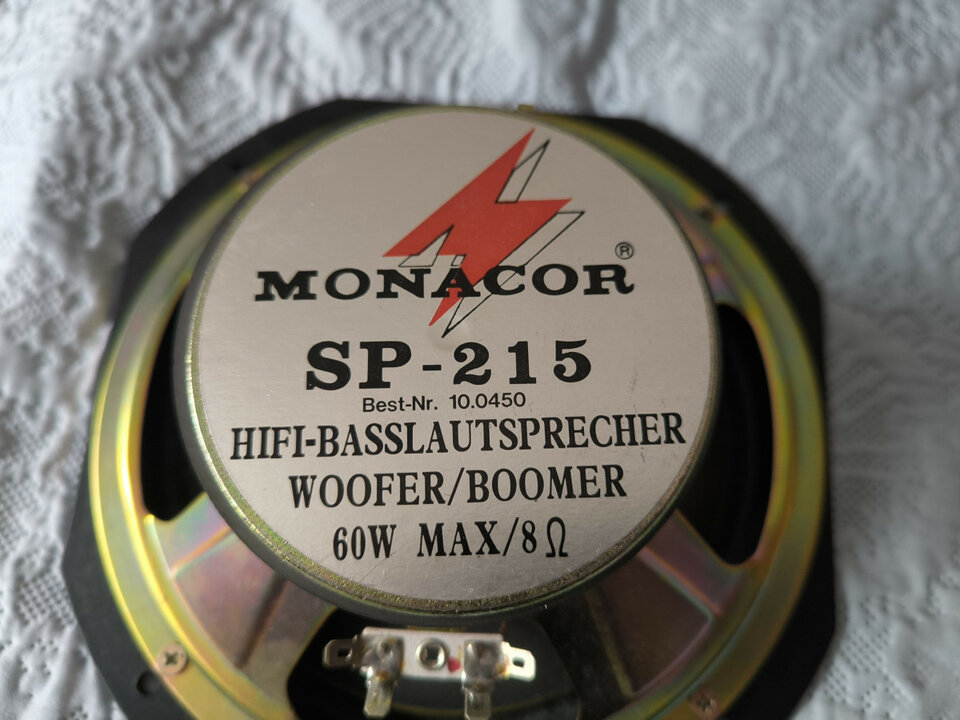 MONACOR®
SP-215
Best-Nr. 10.0450
HIFI-BASSLAUTSPRECHER
WOOFER/BOOMER
60W MAX/8Ω